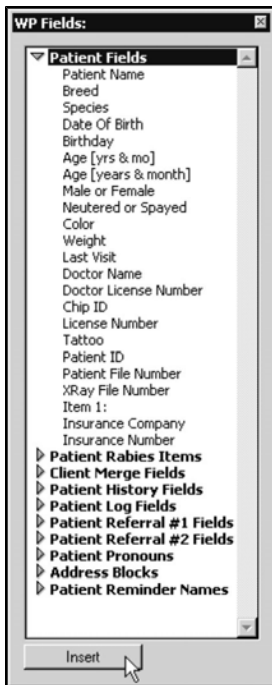 WP Fields:
Patient Fields
Patient Name
Breed
Species
Date Of Birth
Birthday
Age [yrs & mo]
Age [years & month]
Male or Female
Neutered or Spayed
Color
Weight
Last Visit
Doctor Name
Doctor License Number
Chip ID
License Number
Tattoo
Patient ID
Patient File Number
XRay File Number
Item 1:
Insurance Company
Insurance Number
Patient Rabies Items
Client Merge Fields
Patient History Fields
Patient Log Fields
Patient Referral #1 Fields
Patient Referral #2 Fields
Patient Pronouns
Address Blocks
Patient Reminder Names
Insert